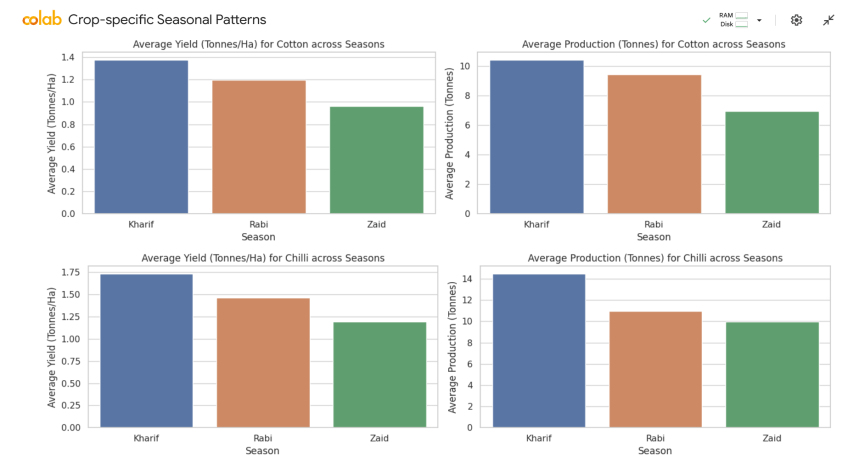 colab Crop-specific Seasonal Patterns
RAM
Disk
Average Yield (Tonnes/Ha) for Cotton across Seasons
Average Yield (Tonnes/Ha)
1.4
1.2
1.0
0.8
0.6
0.4
0.2
0.0
Kharif Rabi Zaid
Season
Average Production (Tonnes) for Cotton across Seasons
Average Production (Tonnes)
10
8
6
4
2
0
Kharif Rabi Zaid
Season
Average Yield (Tonnes/Ha) for Chilli across Seasons
Average Yield (Tonnes/Ha)
1.75
1.50
1.25
1.00
0.75
0.50
0.25
0.00
Kharif Rabi Zaid
Season
Average Production (Tonnes) for Chilli across Seasons
Average Production (Tonnes)
14
12
10
8
6
4
2
0
Kharif Rabi Zaid
Season